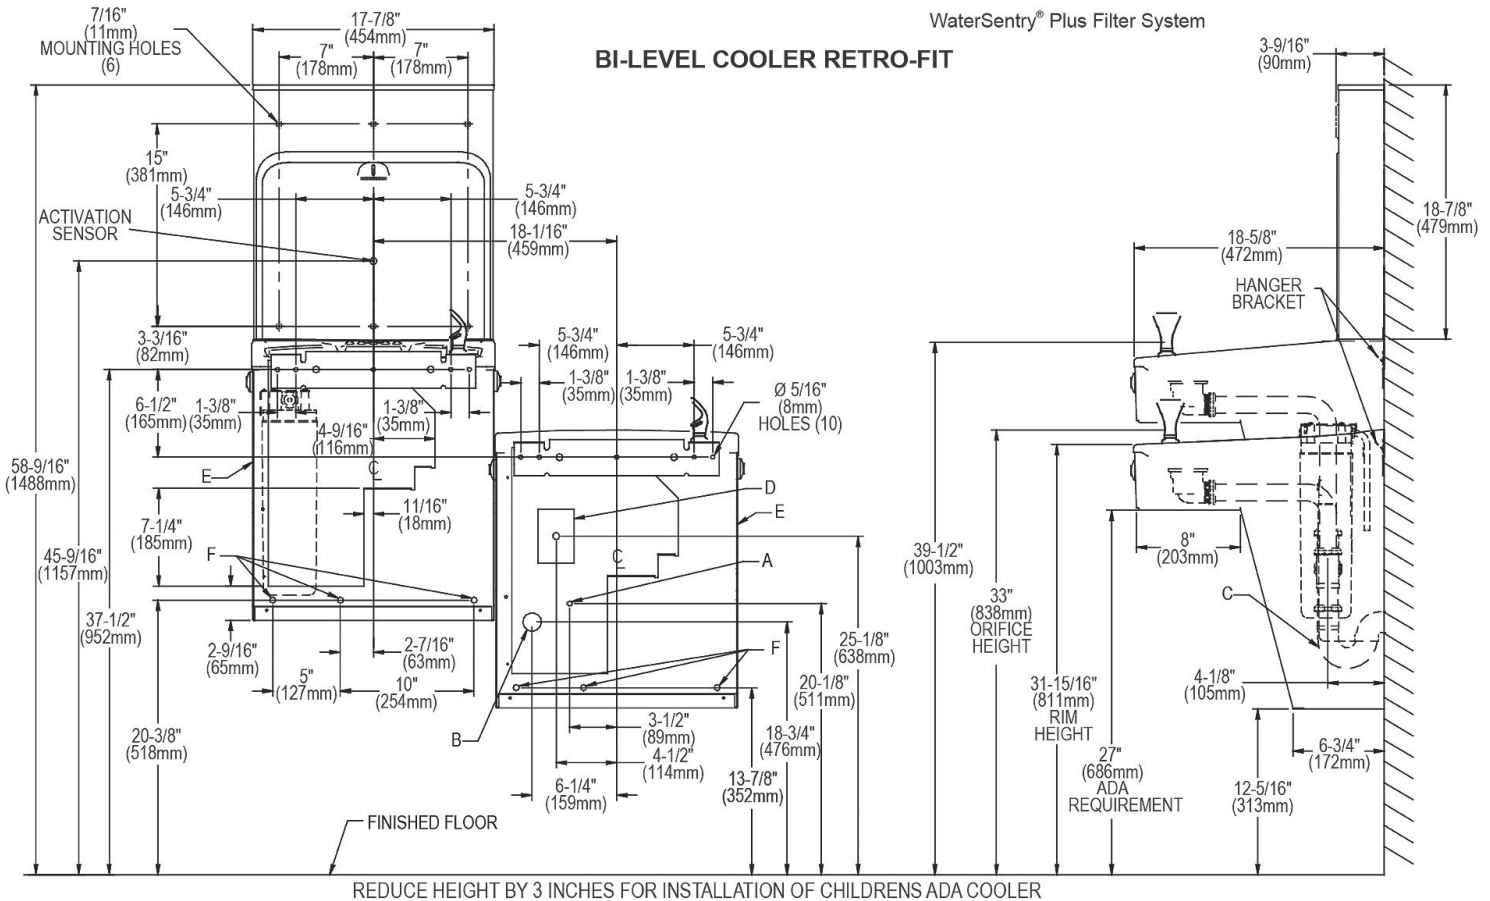 WaterSentry® Plus Filter System
BI-LEVEL COOLER RETRO-FIT
7/16"
(11mm)
MOUNTING HOLES
(6)
17-7/8"
(454mm)
7"
(178mm)
7"
(178mm)
15"
(381mm)
5-3/4"
(146mm)
5-3/4"
(146mm)
ACTIVATION
SENSOR
18-1/16"
(459mm)
3-3/16"
(82mm)
5-3/4"
(146mm)
5-3/4"
(146mm)
6-1/2"
(165mm)
1-3/8"
(35mm)
1-3/8"
(35mm)
1-3/8"
(35mm)
1-3/8"
(35mm)
Ø 5/16"
(8mm)
HOLES (10)
4-9/16"
(116mm)
58-9/16"
(1488mm)
E
C
D
E
11/16"
(18mm)
7-1/4"
(185mm)
45-9/16"
(1157mm)
F
C
A
37-1/2"
(952mm)
2-9/16"
(65mm)
2-7/16"
(63mm)
5"
(127mm)
10"
(254mm)
25-1/8"
(638mm)
F
20-1/8"
(511mm)
20-3/8"
(518mm)
B
3-1/2"
(89mm)
18-3/4"
(476mm)
4-1/2"
(114mm)
6-1/4"
(159mm)
13-7/8"
(352mm)
FINISHED FLOOR
3-9/16"
(90mm)
18-7/8"
(479mm)
18-5/8"
(472mm)
HANGER
BRACKET
39-1/2"
(1003mm)
8"
(203mm)
33"
(838mm)
ORIFICE
HEIGHT
C
31-15/16"
(811mm)
RIM
HEIGHT
4-1/8"
(105mm)
27"
(686mm)
ADA
REQUIREMENT
6-3/4"
(172mm)
12-5/16"
(313mm)
REDUCE HEIGHT BY 3 INCHES FOR INSTALLATION OF CHILDRENS ADA COOLER